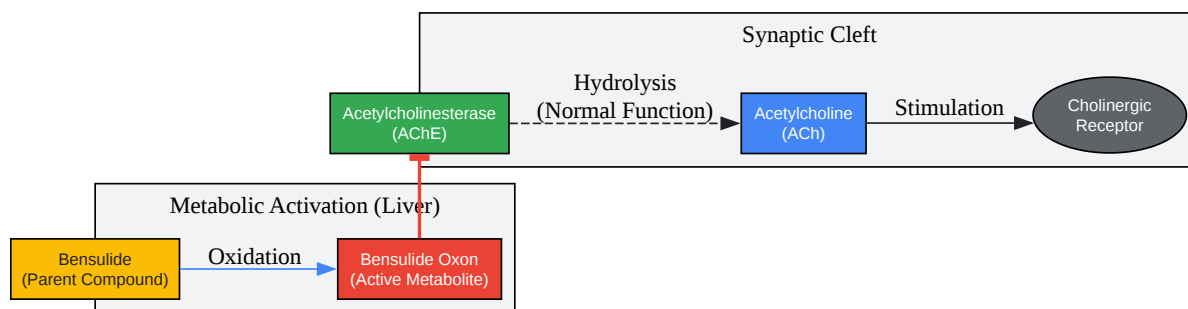 Synaptic Cleft
Hydrolysis
(Normal Function)
Acetylcholinesterase
(AChE)
Acetylcholine
(ACh)
Stimulation
Cholinergic
Receptor
Metabolic Activation (Liver)
Bensulide
(Parent Compound)
Oxidation
Bensulide Oxon
(Active Metabolite)